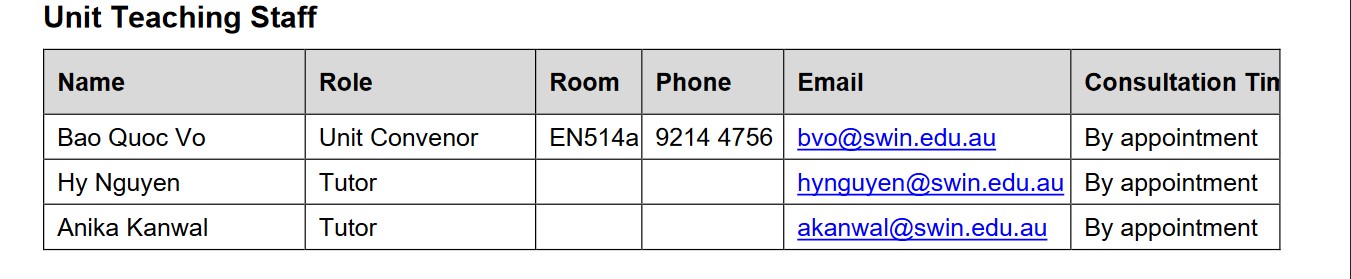 Unit Teaching Staff
Name Role Room Phone Email Consultation
Bao Quoc Vo Unit Convenor EN514a 9214 4756 bvo@swin.edu.au By appointment
Hy Nguyen Tutor hynguyen@swin.edu.au By appointment
Anika Kanwal Tutor akanwal@swin.edu.au By appointment